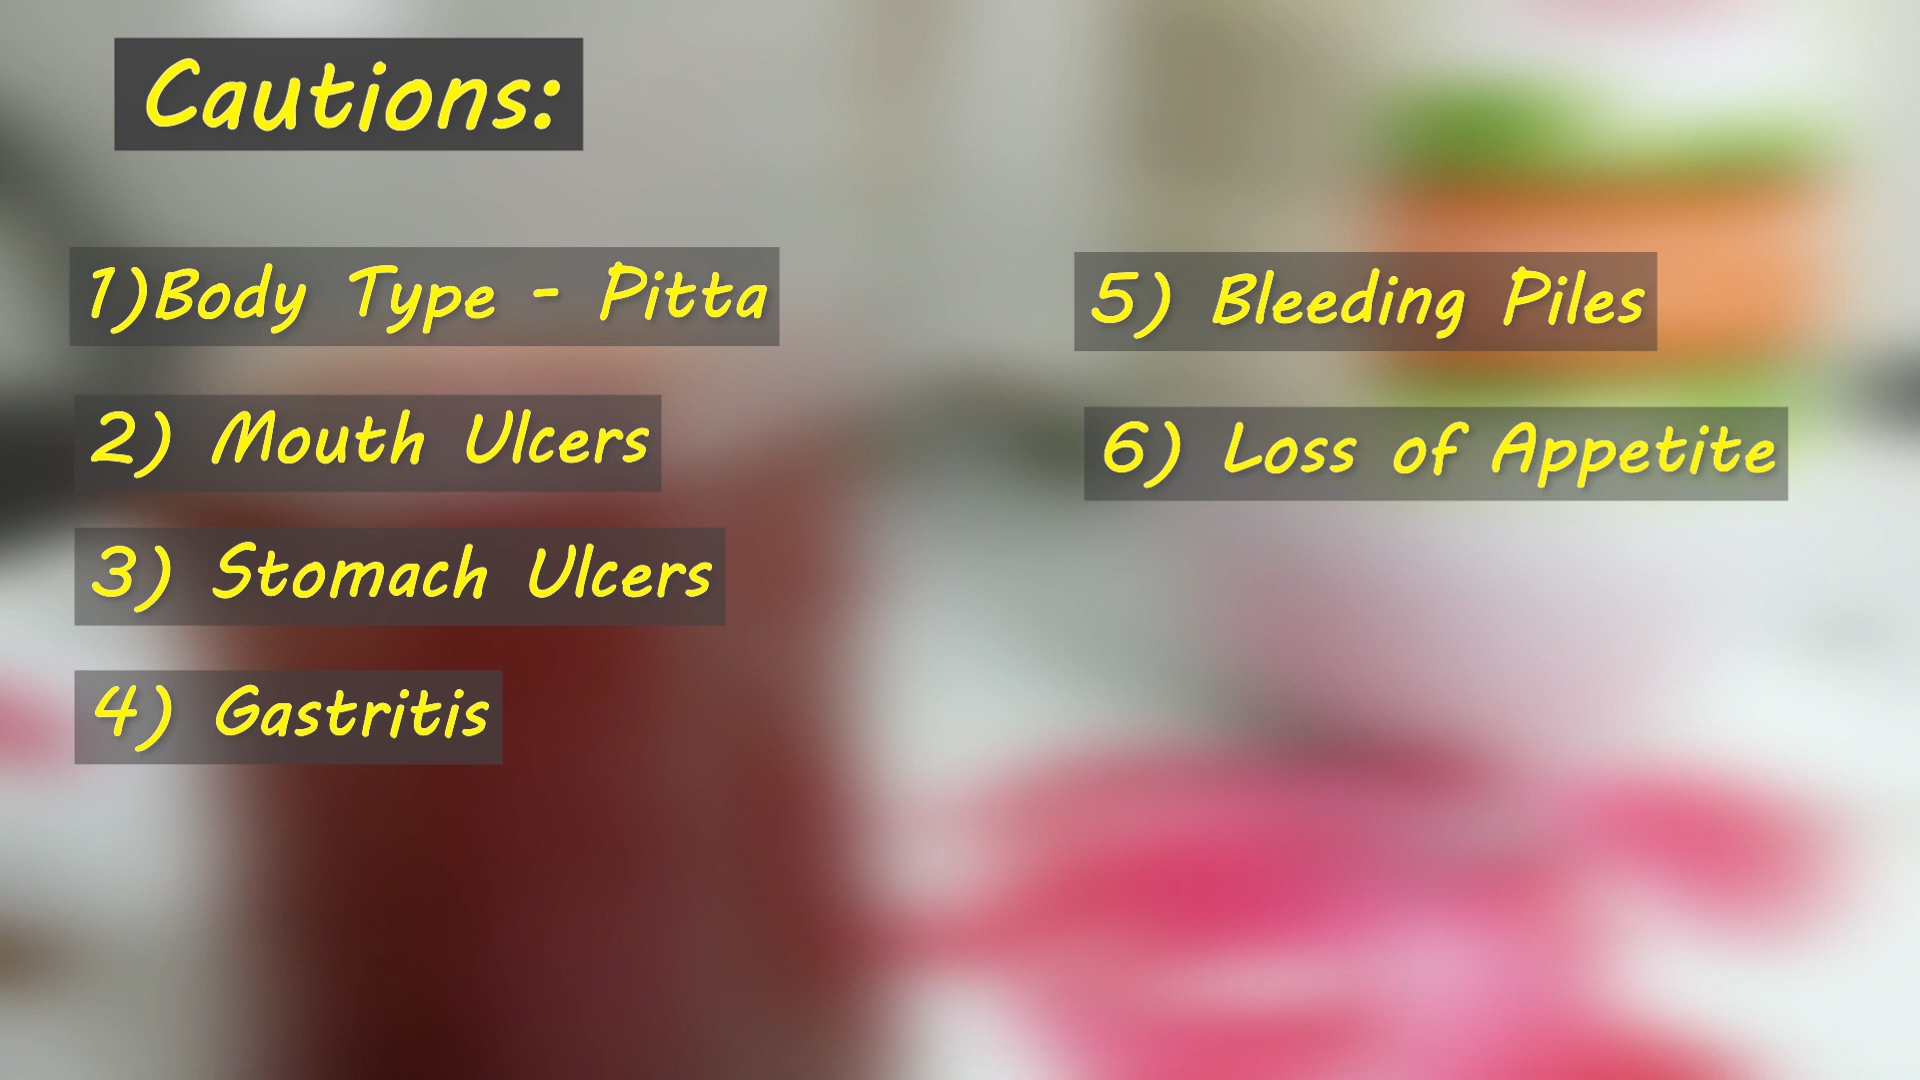 Cautions:
1)Body Type - Pitta
2) Mouth Ulcers
3) Stomach Ulcers
4) Gastritis
5) Bleeding Piles
6) Loss of Appetite